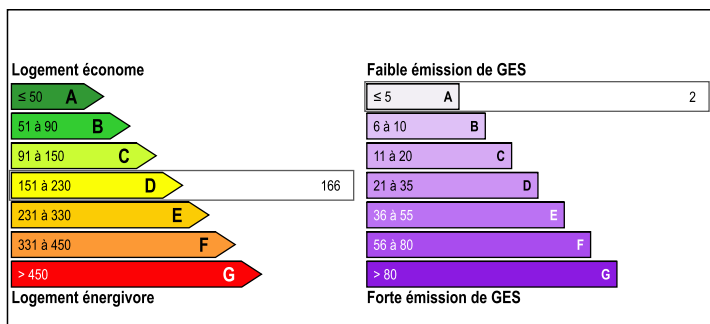 Logement économe
≤ 50 A
51 à 90 B
91 à 150 C
151 à 230 D 166
231 à 330 E
331 à 450 F
> 450 G
Logement énergivore
Faible émission de GES
≤ 5 A 2
6 à 10 B
11 à 20 C
21 à 35 D
36 à 55 E
56 à 80 F
> 80 G
Forte émission de GES